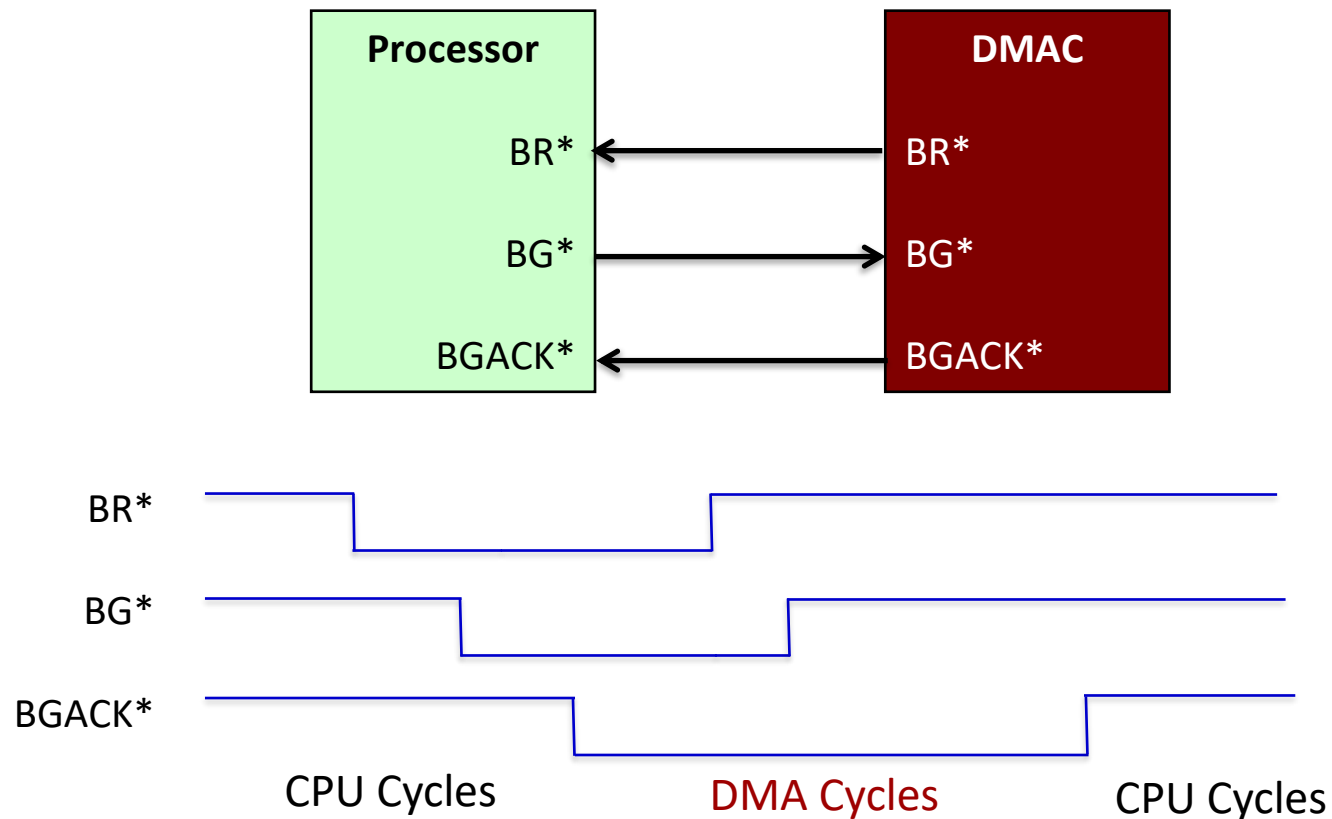 Processor
DMAC
BR*
BR*
BG*
BG*
BGACK*
BGACK*
BR*
BG*
BGACK*
CPU Cycles
DMA Cycles
CPU Cycles